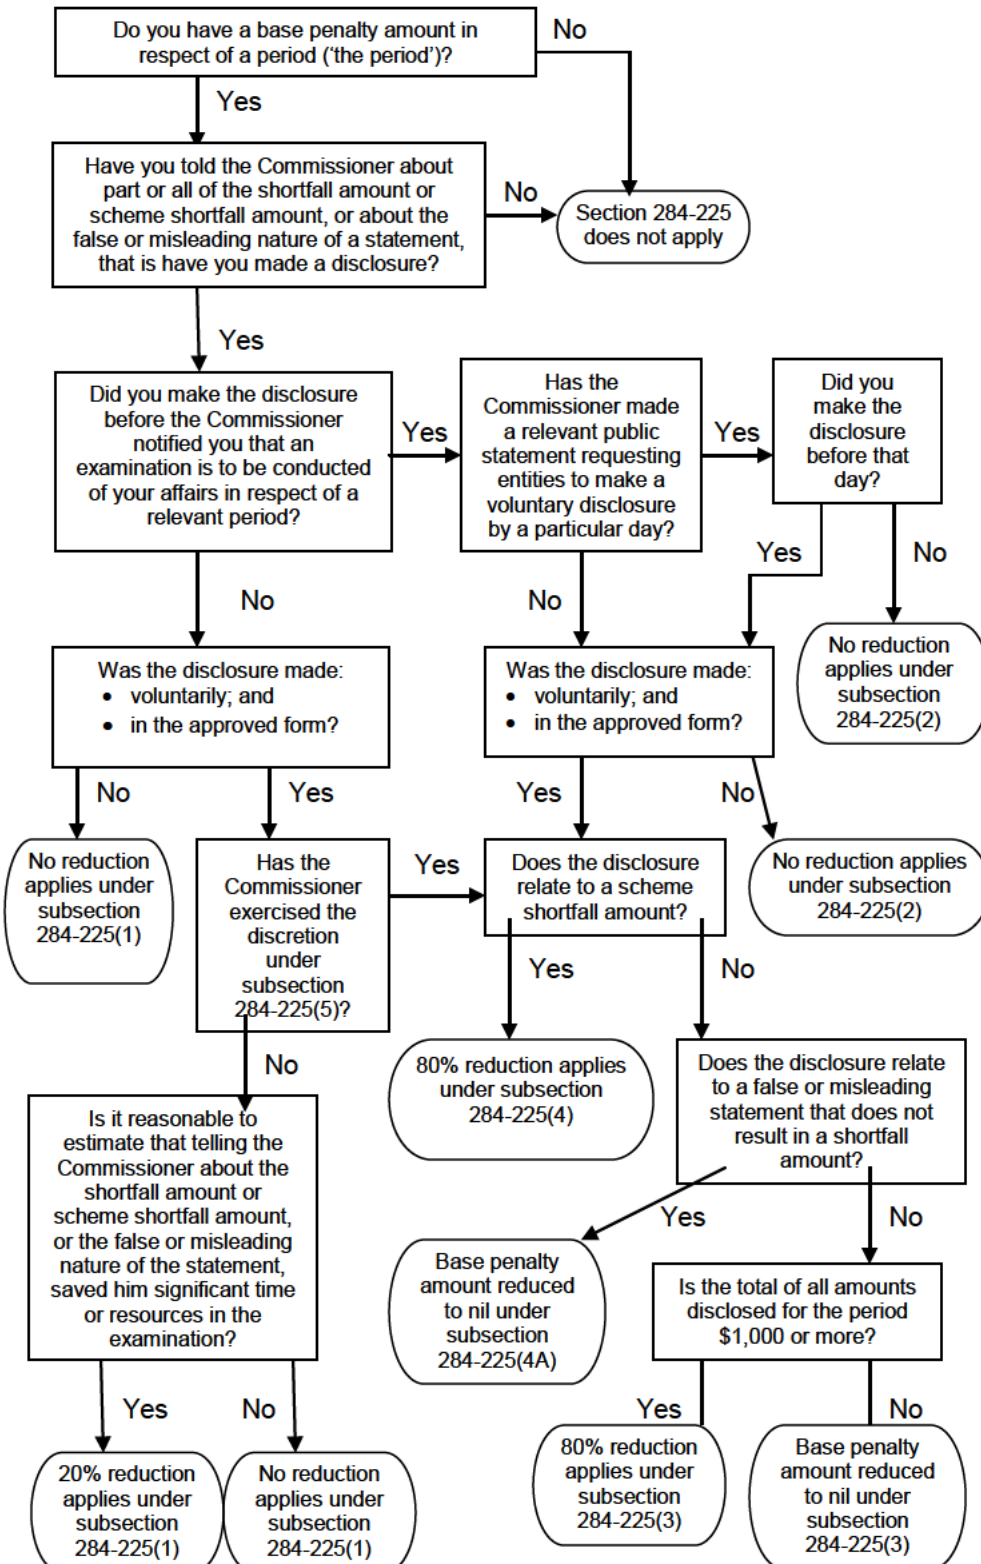 Do you have a base penalty amount in
respect of a period ('the period')?
No
Yes
Have you told the Commissioner about
part or all of the shortfall amount or
scheme shortfall amount, or about the
false or misleading nature of a statement,
that is have you made a disclosure?
No
Section 284-225
does not apply
Yes
Did you make the disclosure
before the Commissioner
notified you that an
examination is to be conducted
of your affairs in respect of a
relevant period?
Yes
Has the
Commissioner made
a relevant public
statement requesting
entities to make a
voluntary disclosure
by a particular day?
Yes
Did you
make the
disclosure
before that
day?
No
No
Yes
No
Was the disclosure made:
• voluntarily; and
• in the approved form?
Was the disclosure made:
• voluntarily; and
• in the approved form?
No reduction
applies under
subsection
284-225(2)
No
Yes
Yes
No
No reduction
applies under
subsection
284-225(1)
Has the
Commissioner
exercised the
discretion
under
subsection
284-225(5)?
Yes
Does the disclosure
relate to a scheme
shortfall amount?
No reduction applies
under subsection
284-225(2)
No
Yes
No
Is it reasonable to
estimate that telling the
Commissioner about the
shortfall amount or
scheme shortfall amount,
or the false or misleading
nature of the statement,
saved him significant time
or resources in the
examination?
80% reduction applies
under subsection
284-225(4)
Does the disclosure relate
to a false or misleading
statement that does not
result in a shortfall
amount?
Yes
No
Base penalty
amount reduced
to nil under
subsection
284-225(4A)
Is the total of all amounts
disclosed for the period
$1,000 or more?
Yes
No
Yes
No
20% reduction
applies under
subsection
284-225(1)
No reduction
applies under
subsection
284-225(1)
80% reduction
applies under
subsection
284-225(3)
Base penalty
amount reduced
to nil under
subsection
284-225(3)